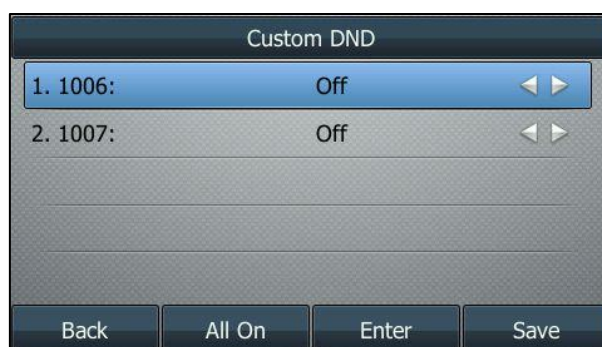 Custom DND
1. 1006: Off
2. 1007: Off
Back All On Enter Save